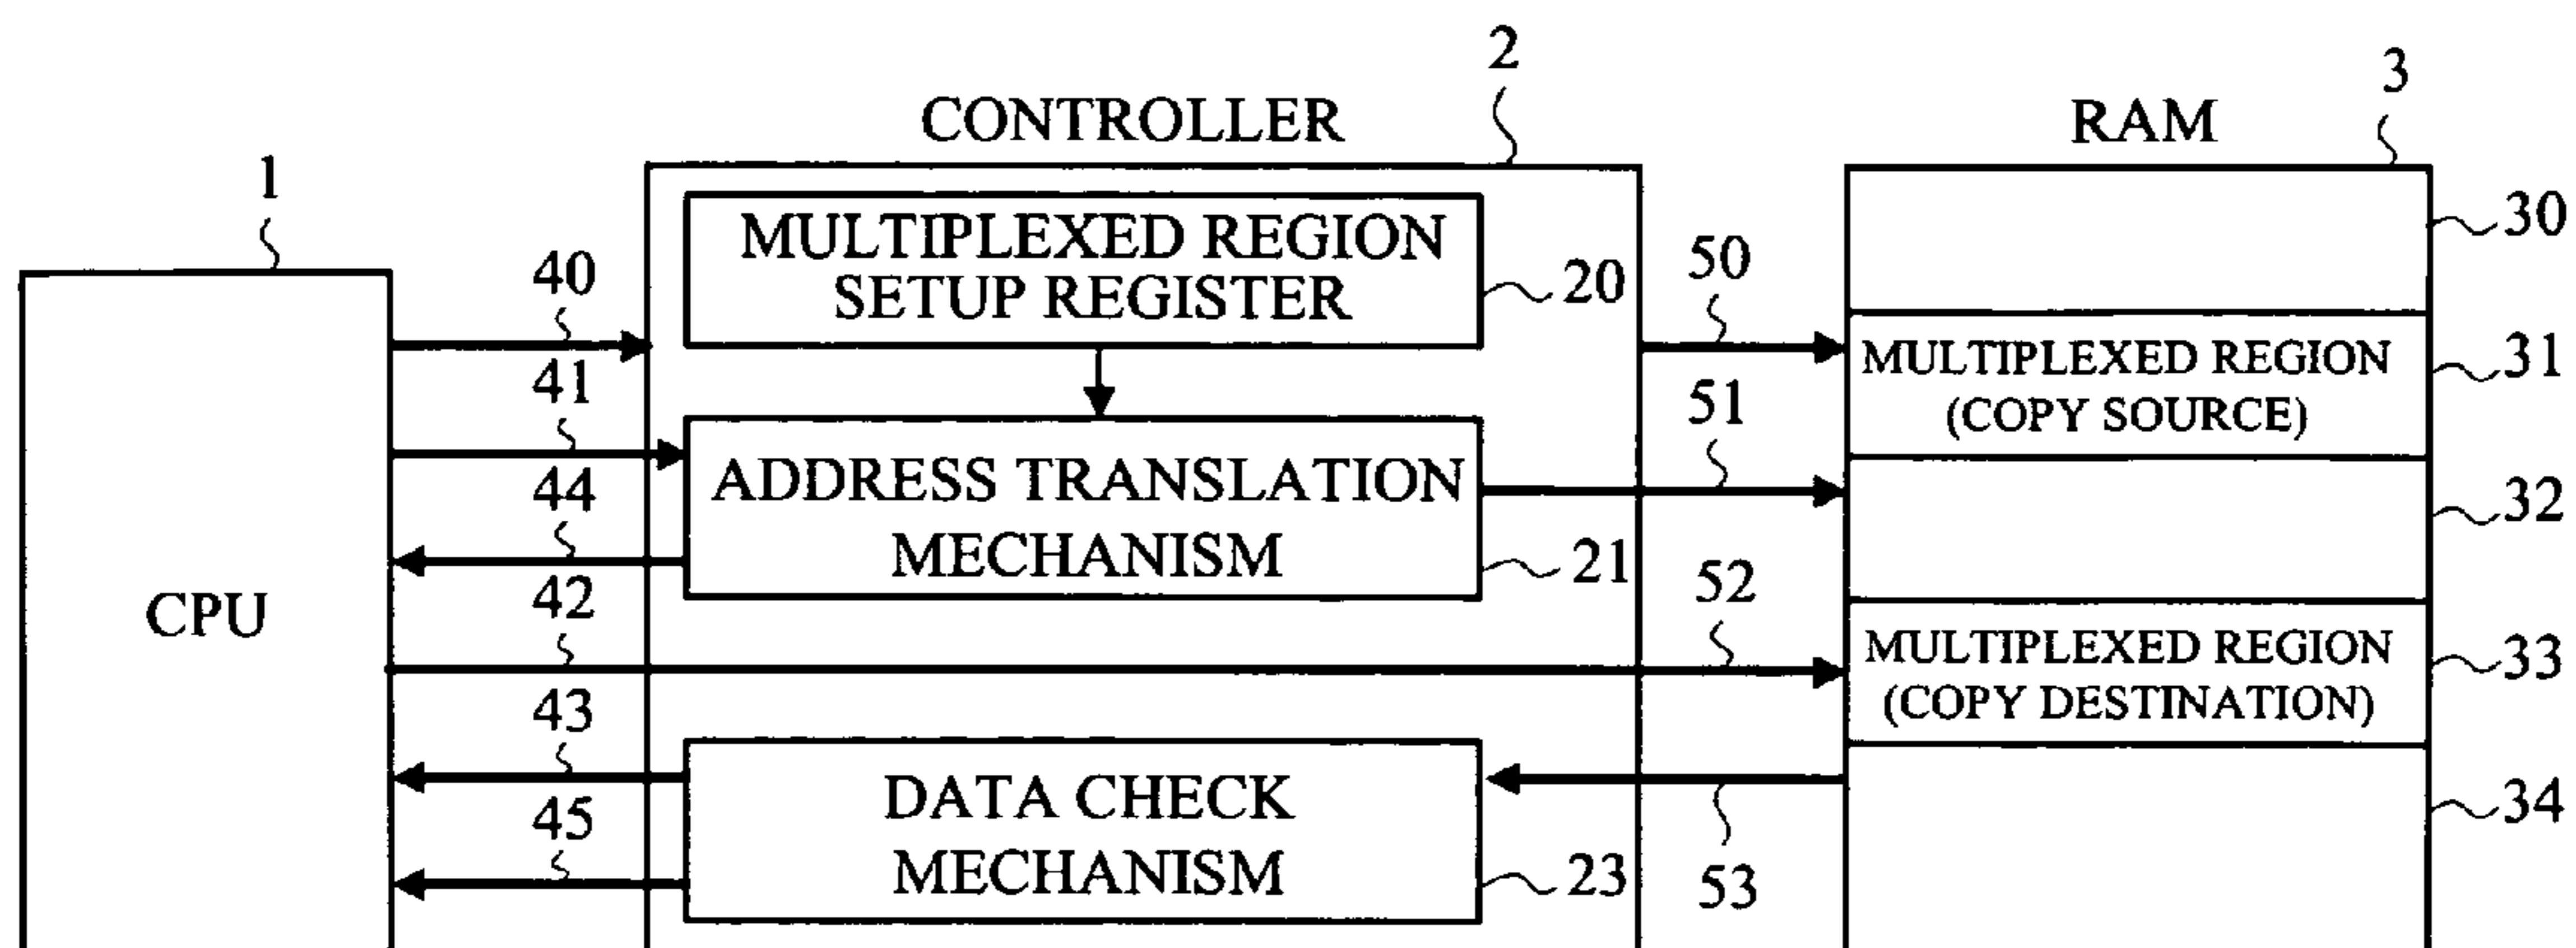 2
3
CONTROLLER
RAM
1
MULTIPLEXED REGION
SETUP REGISTER
20
30
40
50
41
MULTIPLEXED REGION
(COPY SOURCE)
31
51
44
ADDRESS TRANSLATION
MECHANISM
21
32
42
52
CPU
MULTIPLEXED REGION
(COPY DESTINATION)
33
43
DATA CHECK
MECHANISM
23
45
53
34